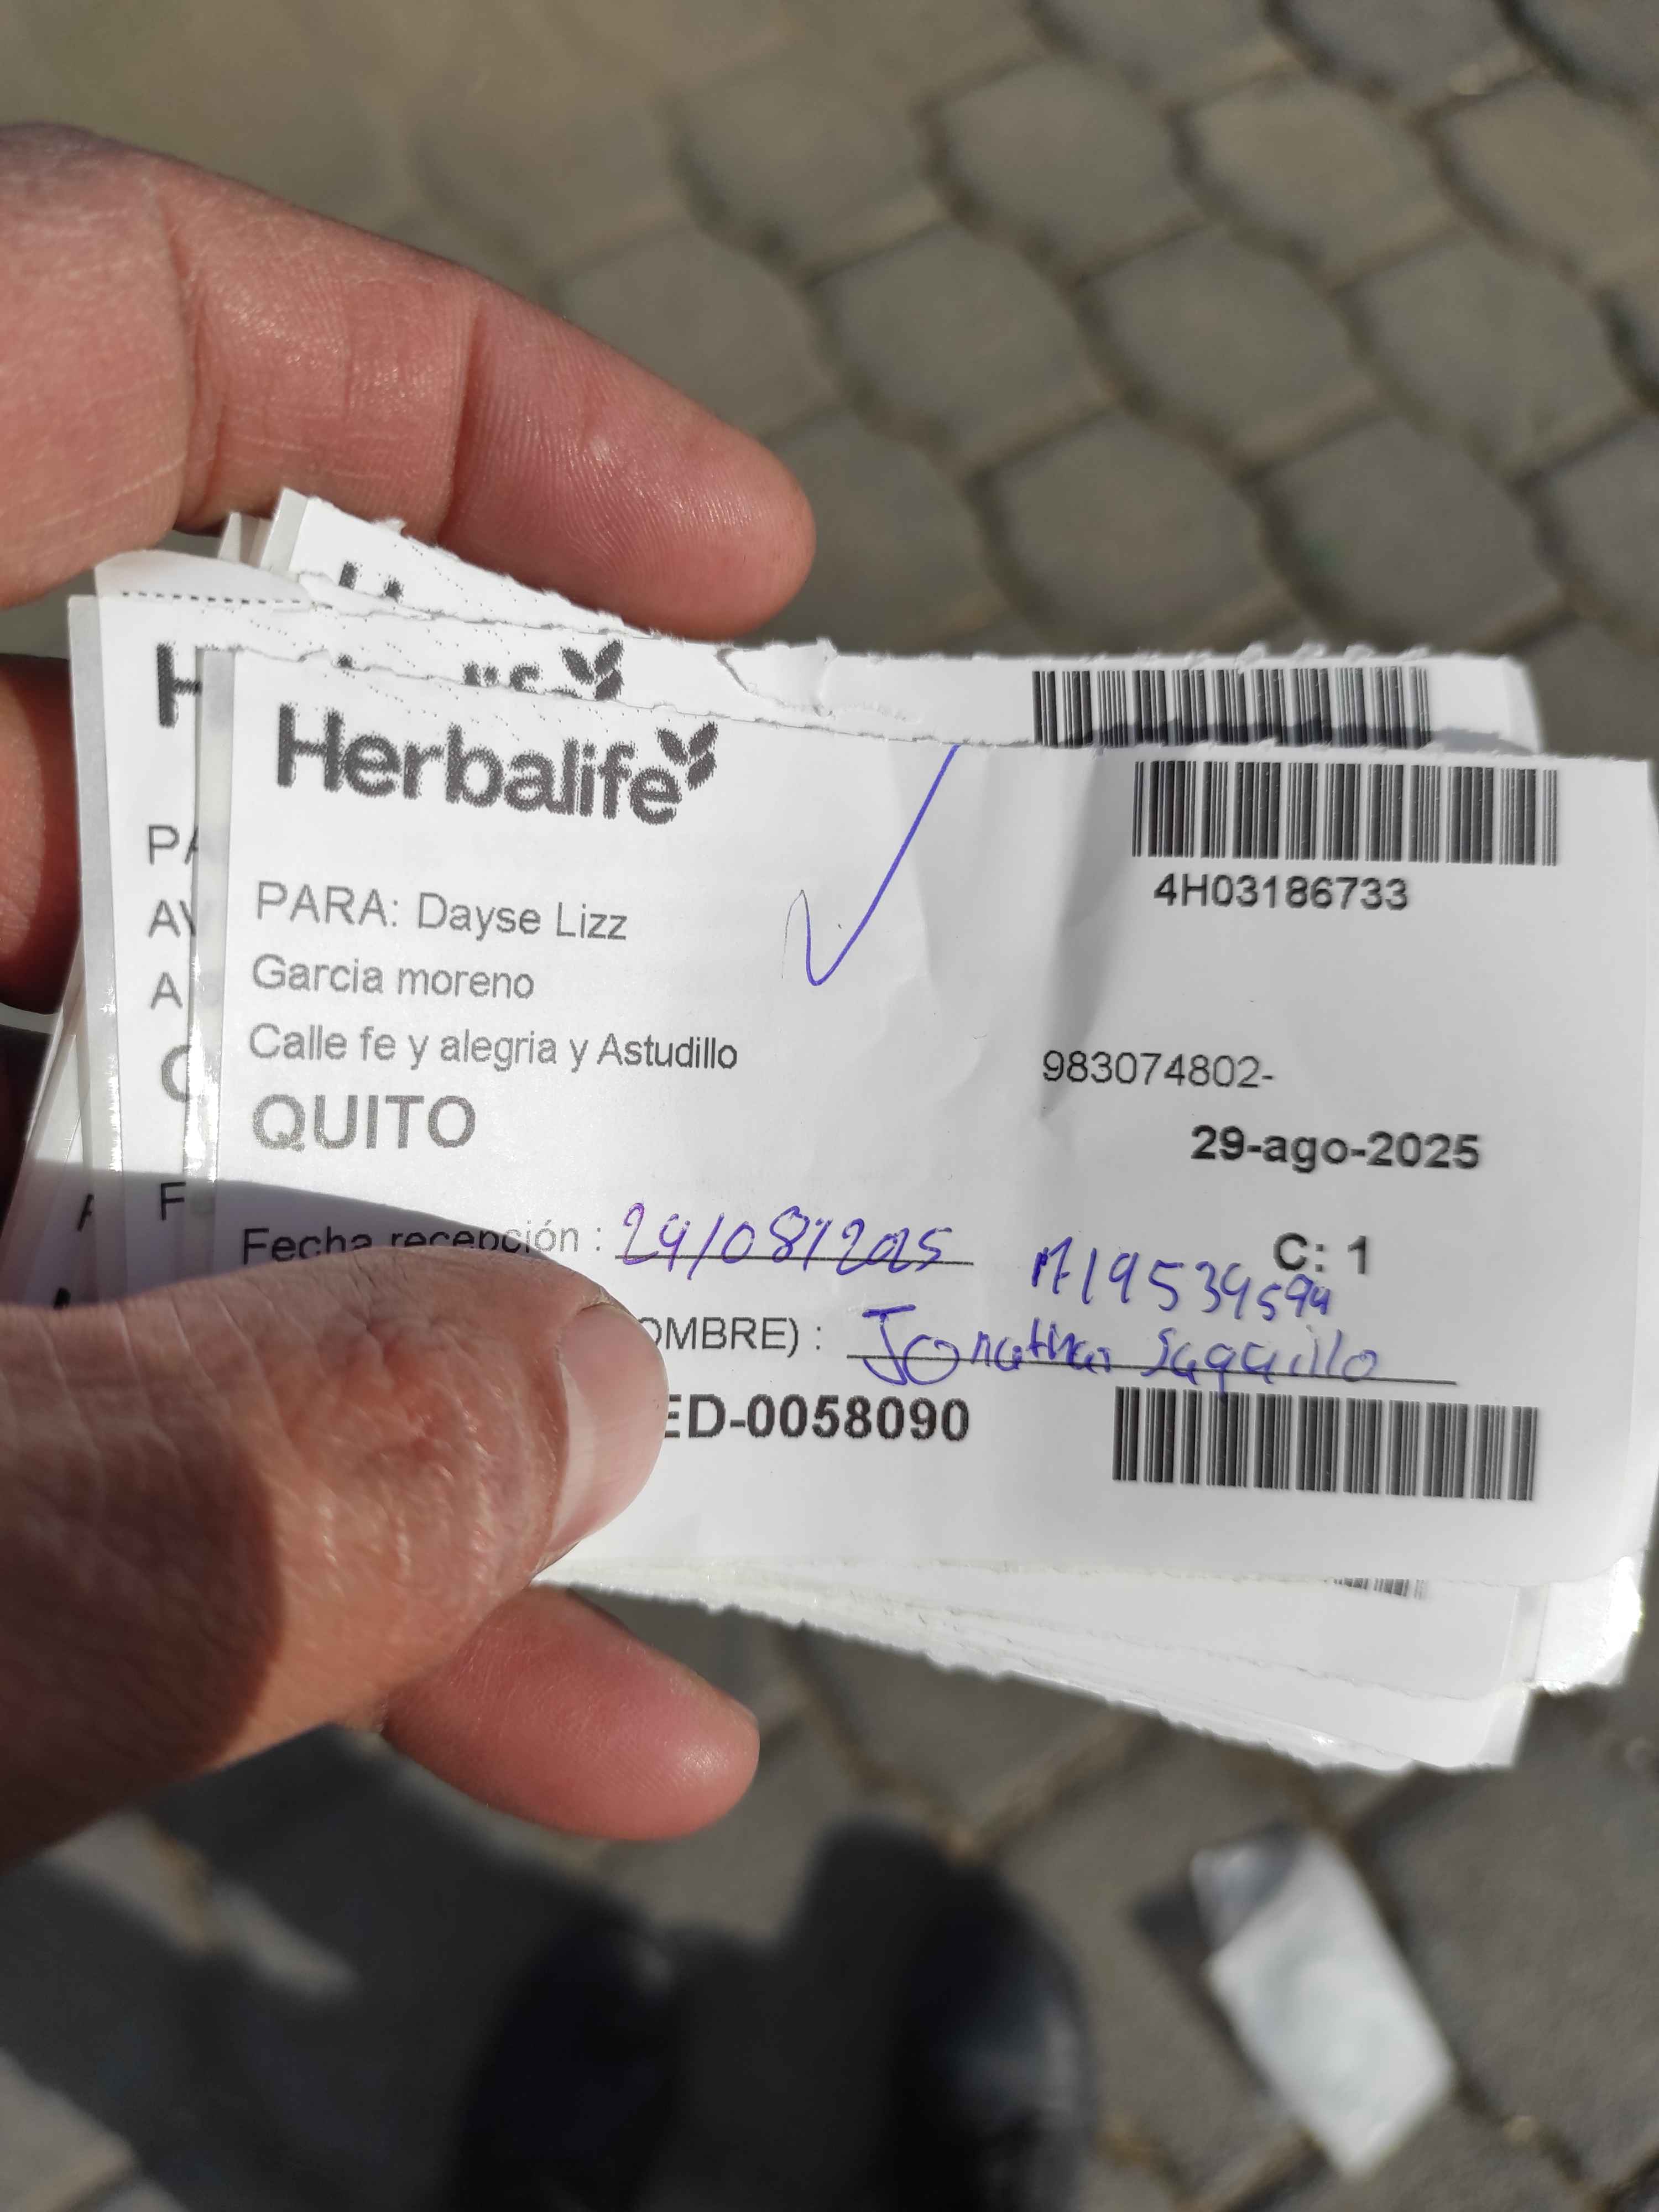 Herbalife
4H03186733
PARA: Dayse Lizz
Garcia moreno
Calle fe y alegria y Astudillo
983074802-
QUITO
29-ago-2025
Fecha recepción : 29/08/2025
C: 1
OMBRE) : Jonathan
ED-0058090